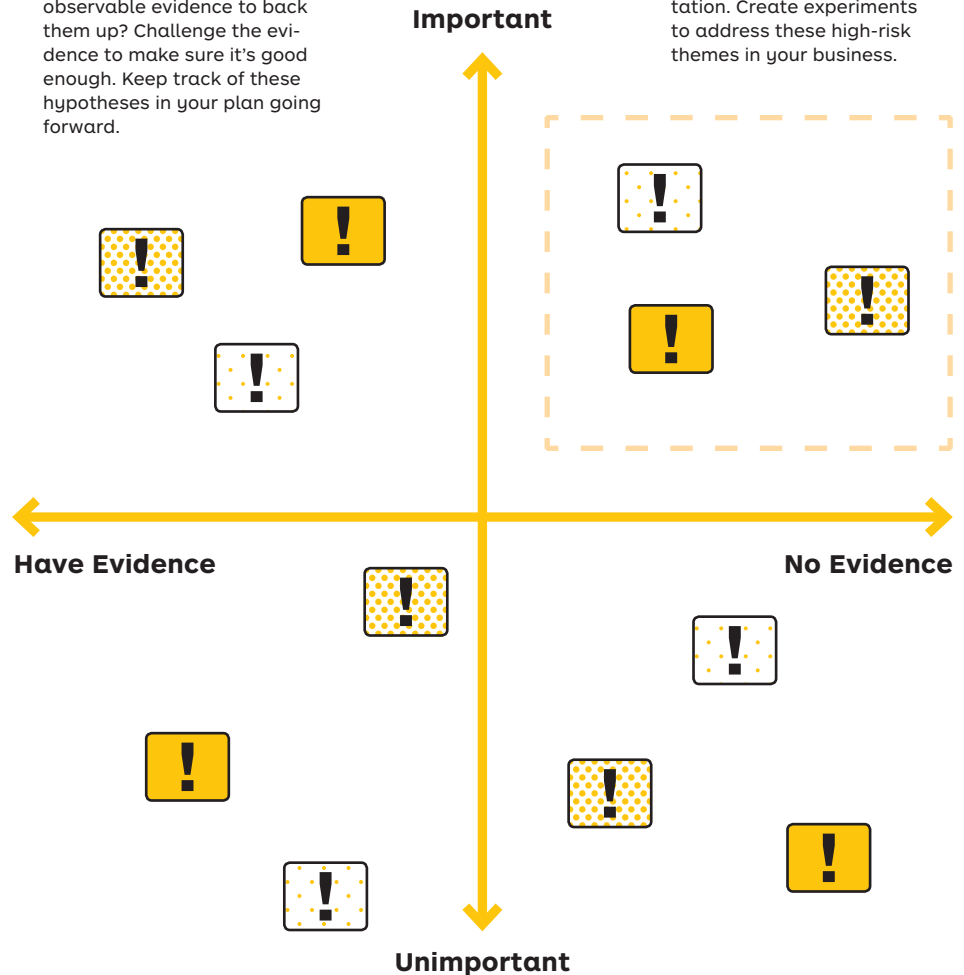 observable evidence to back
them up? Challenge the evi-
dence to make sure it's good
enough. Keep track of these
hypotheses in your plan going
forward.
Important
tation. Create experiments
to address these high-risk
themes in your business.
!
!
!
!
!
!
Have Evidence
No Evidence
!
!
!
!
!
!
Unimportant